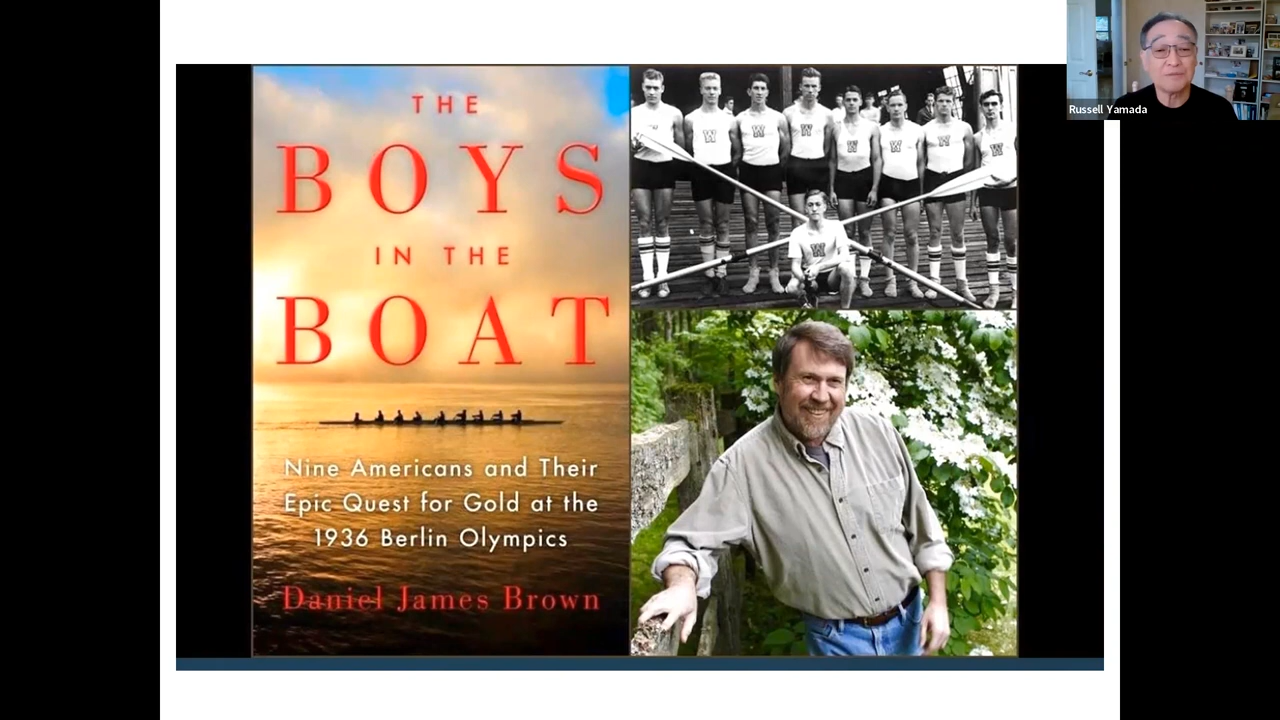 THE
BOYS
IN THE
BOAT
Nine Americans and Their
Epic Quest for Gold at the
1936 Berlin Olympics
Daniel James Brown
W
W
W
W
W
W
W
W
W
Russell Yamada